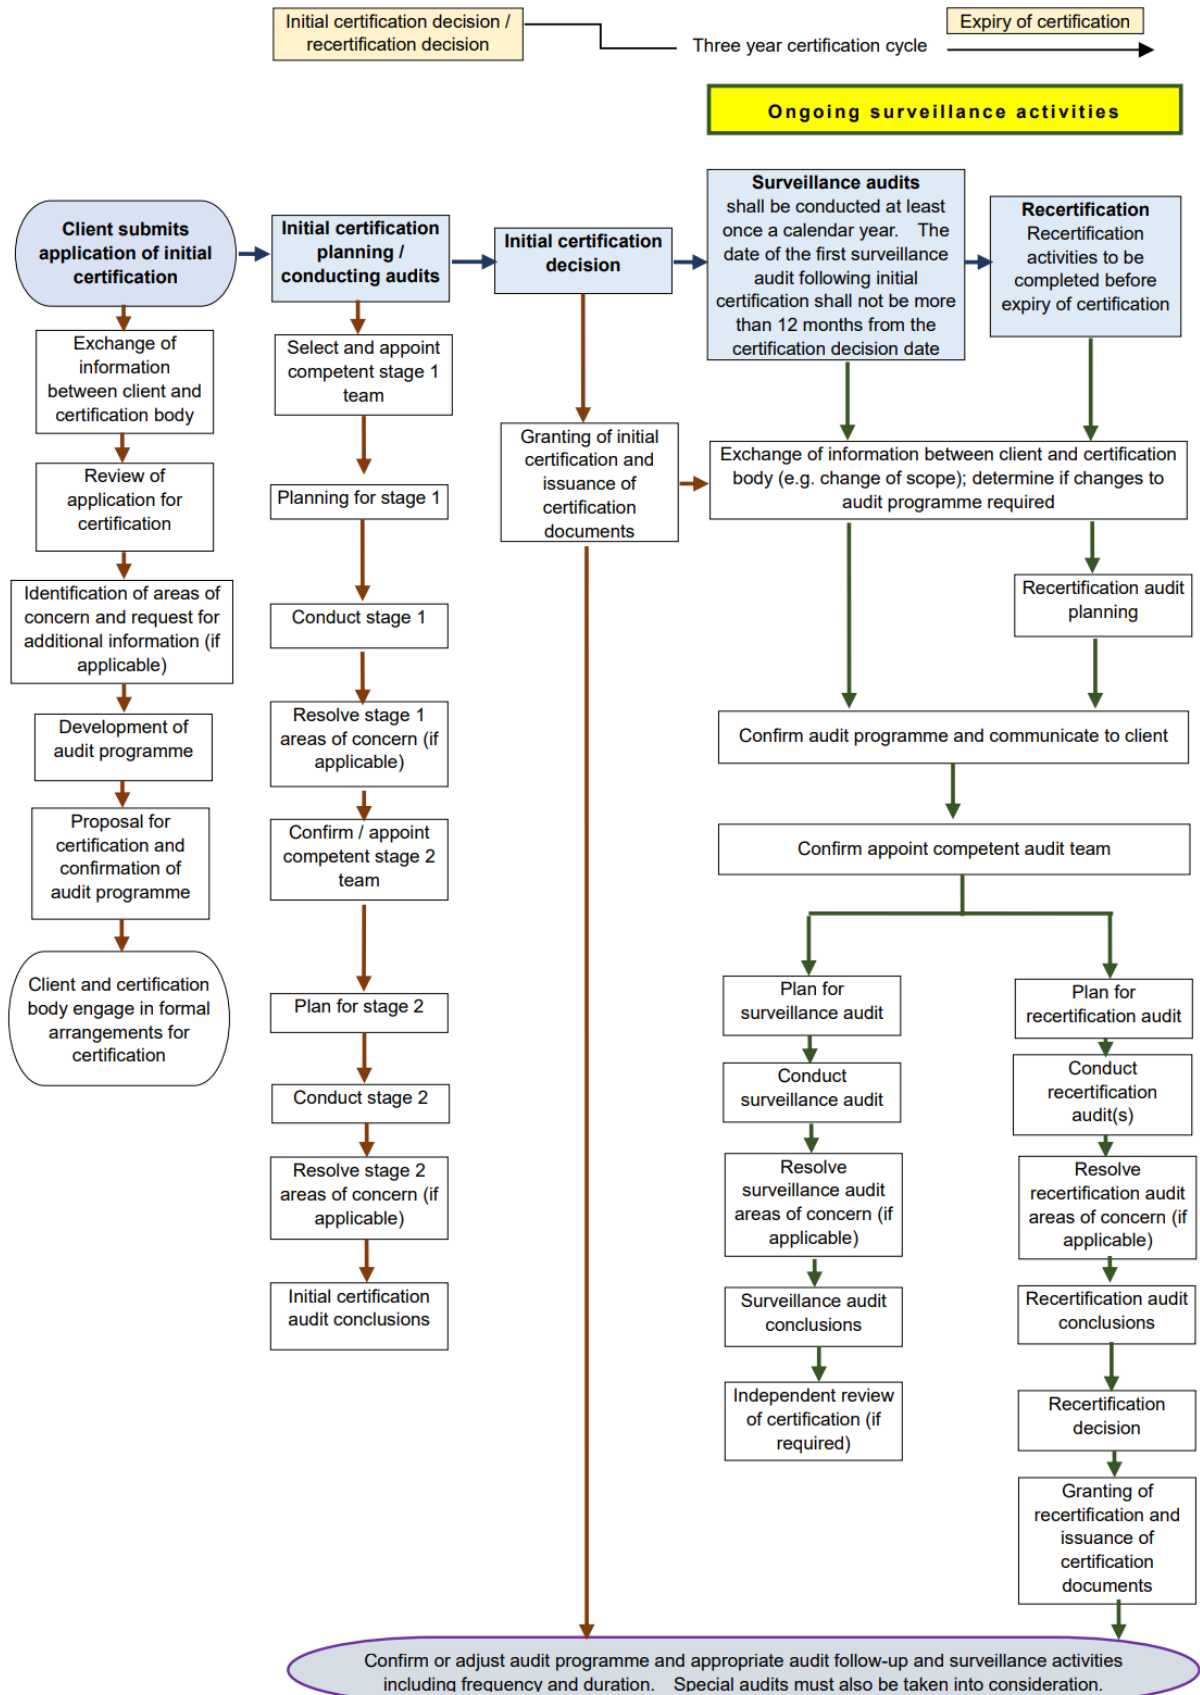 Initial certification decision /
recertification decision
Three year certification cycle
Expiry of certification
Ongoing surveillance activities
Client submits
application of initial
certification
Initial certification
planning /
conducting audits
Initial certification
decision
Surveillance audits
shall be conducted at least
once a calendar year. The
date of the first surveillance
audit following initial
certification shall not be more
than 12 months from the
certification decision date
Recertification
Recertification
activities to be
completed before
expiry of certification
Exchange of
information
between client and
certification body
Review of
application for
certification
Identification of areas of
concern and request for
additional information (if
applicable)
Development of
audit programme
Proposal for
certification and
confirmation of
audit programme
Client and certification
body engage in formal
arrangements for
certification
Select and appoint
competent stage 1
team
Planning for stage 1
Conduct stage 1
Resolve stage 1
areas of concern (if
applicable)
Confirm / appoint
competent stage 2
team
Plan for stage 2
Conduct stage 2
Resolve stage 2
areas of concern (if
applicable)
Initial certification
audit conclusions
Granting of initial
certification and
issuance of
certification
documents
Exchange of information between client and certification
body (e.g. change of scope); determine if changes to
audit programme required
Recertification audit
planning
Confirm audit programme and communicate to client
Confirm appoint competent audit team
Plan for
surveillance audit
Conduct
surveillance audit
Resolve
surveillance audit
areas of concern (if
applicable)
Surveillance audit
conclusions
Independent review
of certification (if
required)
Plan for
recertification audit
Conduct
recertification
audit(s)
Resolve
recertification audit
areas of concern (if
applicable)
Recertification audit
conclusions
Recertification
decision
Granting of
recertification and
issuance of
certification
documents
Confirm or adjust audit programme and appropriate audit follow-up and surveillance activities
including frequency and duration. Special audits must also be taken into consideration.